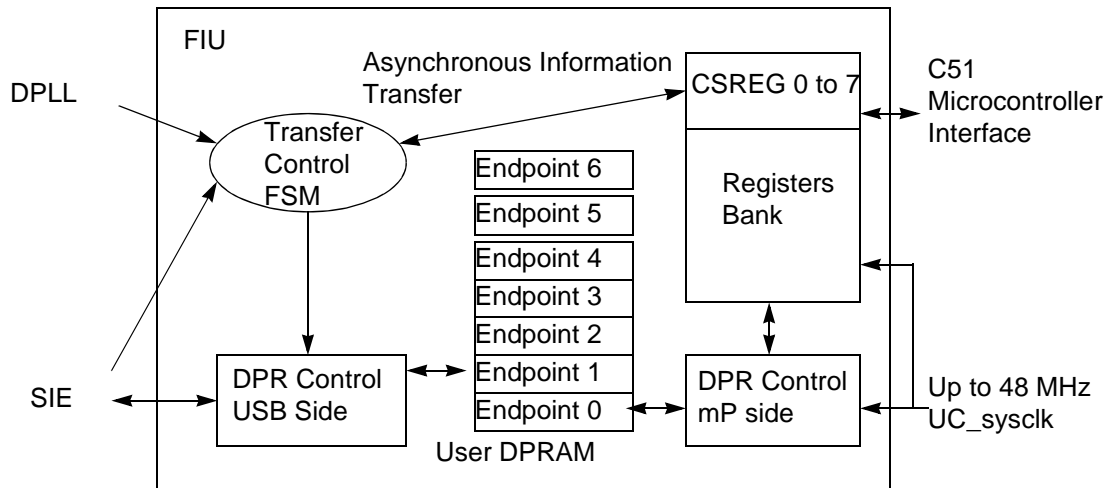 FIU
DPLL
Asynchronous Information
Transfer
CSREG 0 to 7
C51
Microcontroller
Interface
Transfer
Control
FSM
Endpoint 6
Endpoint 5
Endpoint 4
Endpoint 3
Endpoint 2
Endpoint 1
Endpoint 0
Registers
Bank
SIE
DPR Control
USB Side
User DPRAM
DPR Control
mP side
Up to 48 MHz
UC_sysclk